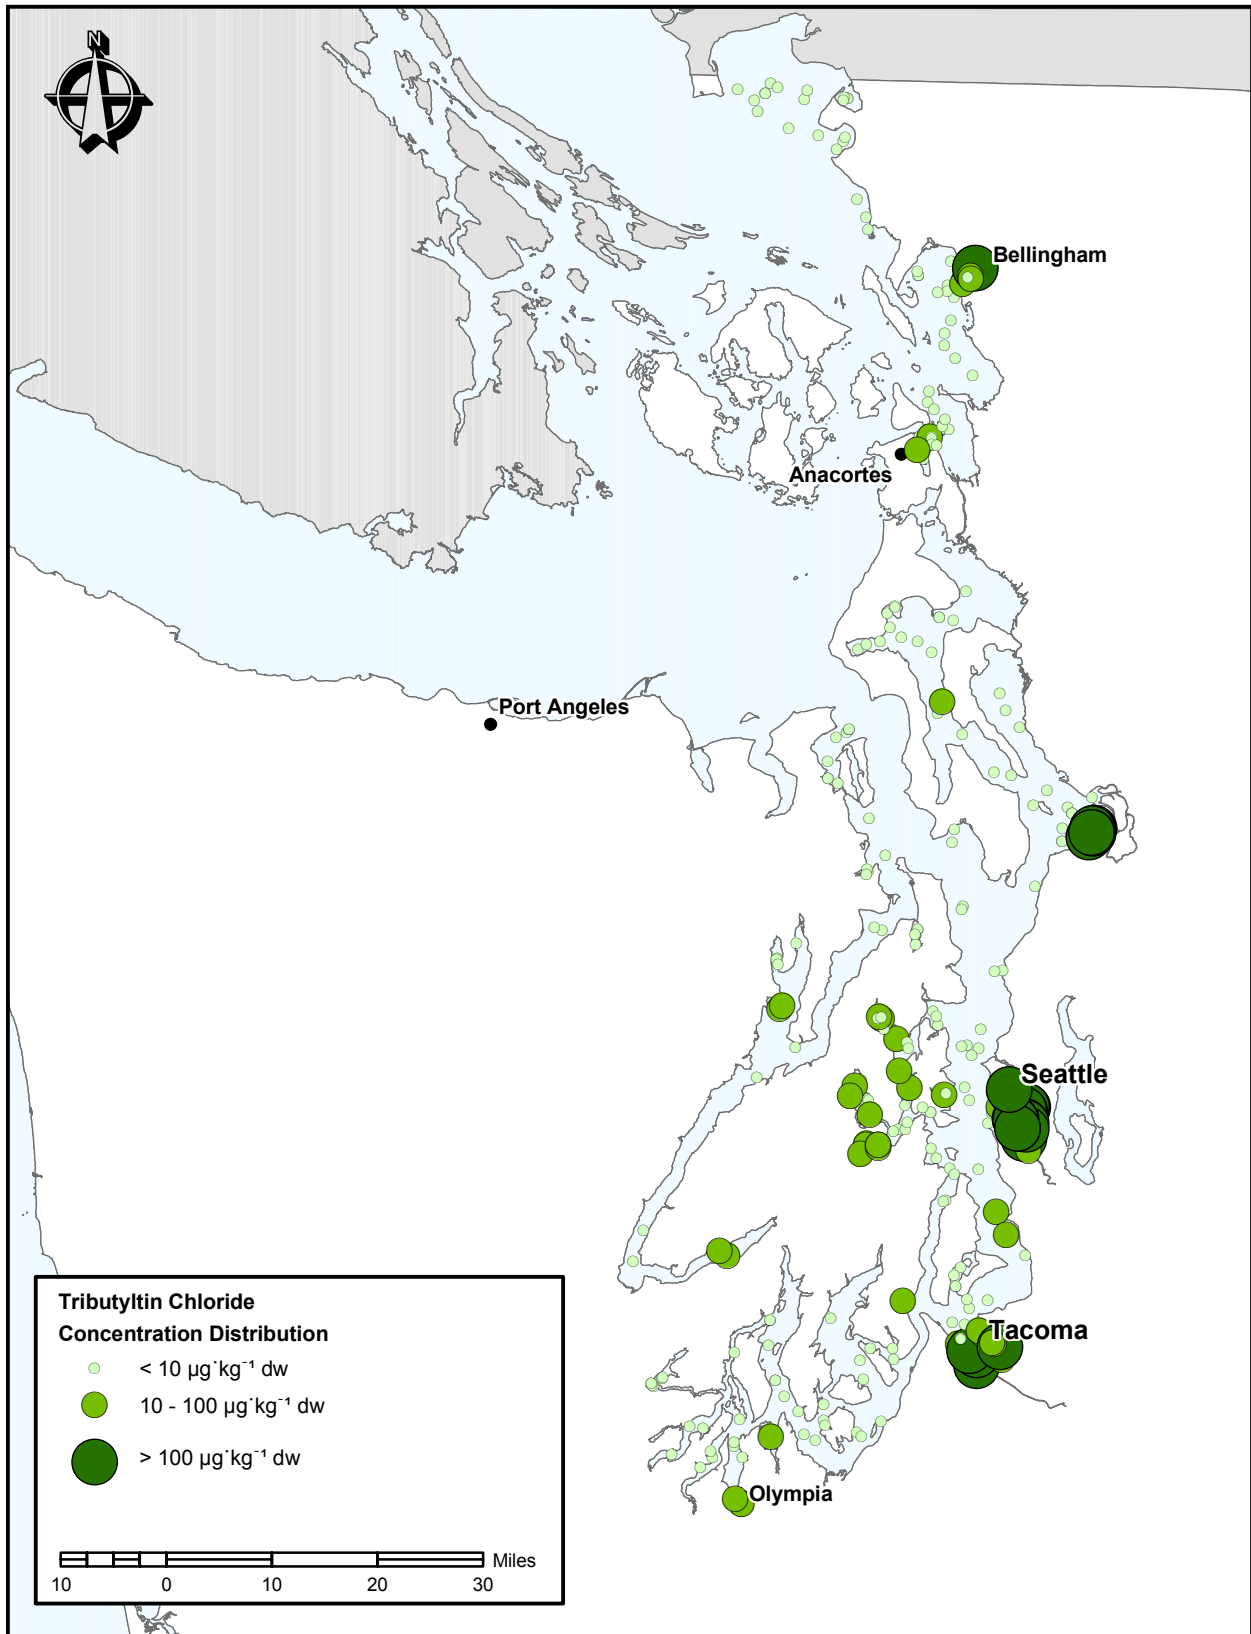 N
Bellingham
Anacortes
Port Angeles
Seattle
Tacoma
Olympia
Tributyltin Chloride
Concentration Distribution
< 10 µg˙kg⁻¹ dw
10 - 100 µg˙kg⁻¹ dw
> 100 µg˙kg⁻¹ dw
Miles
10 0 10 20 30